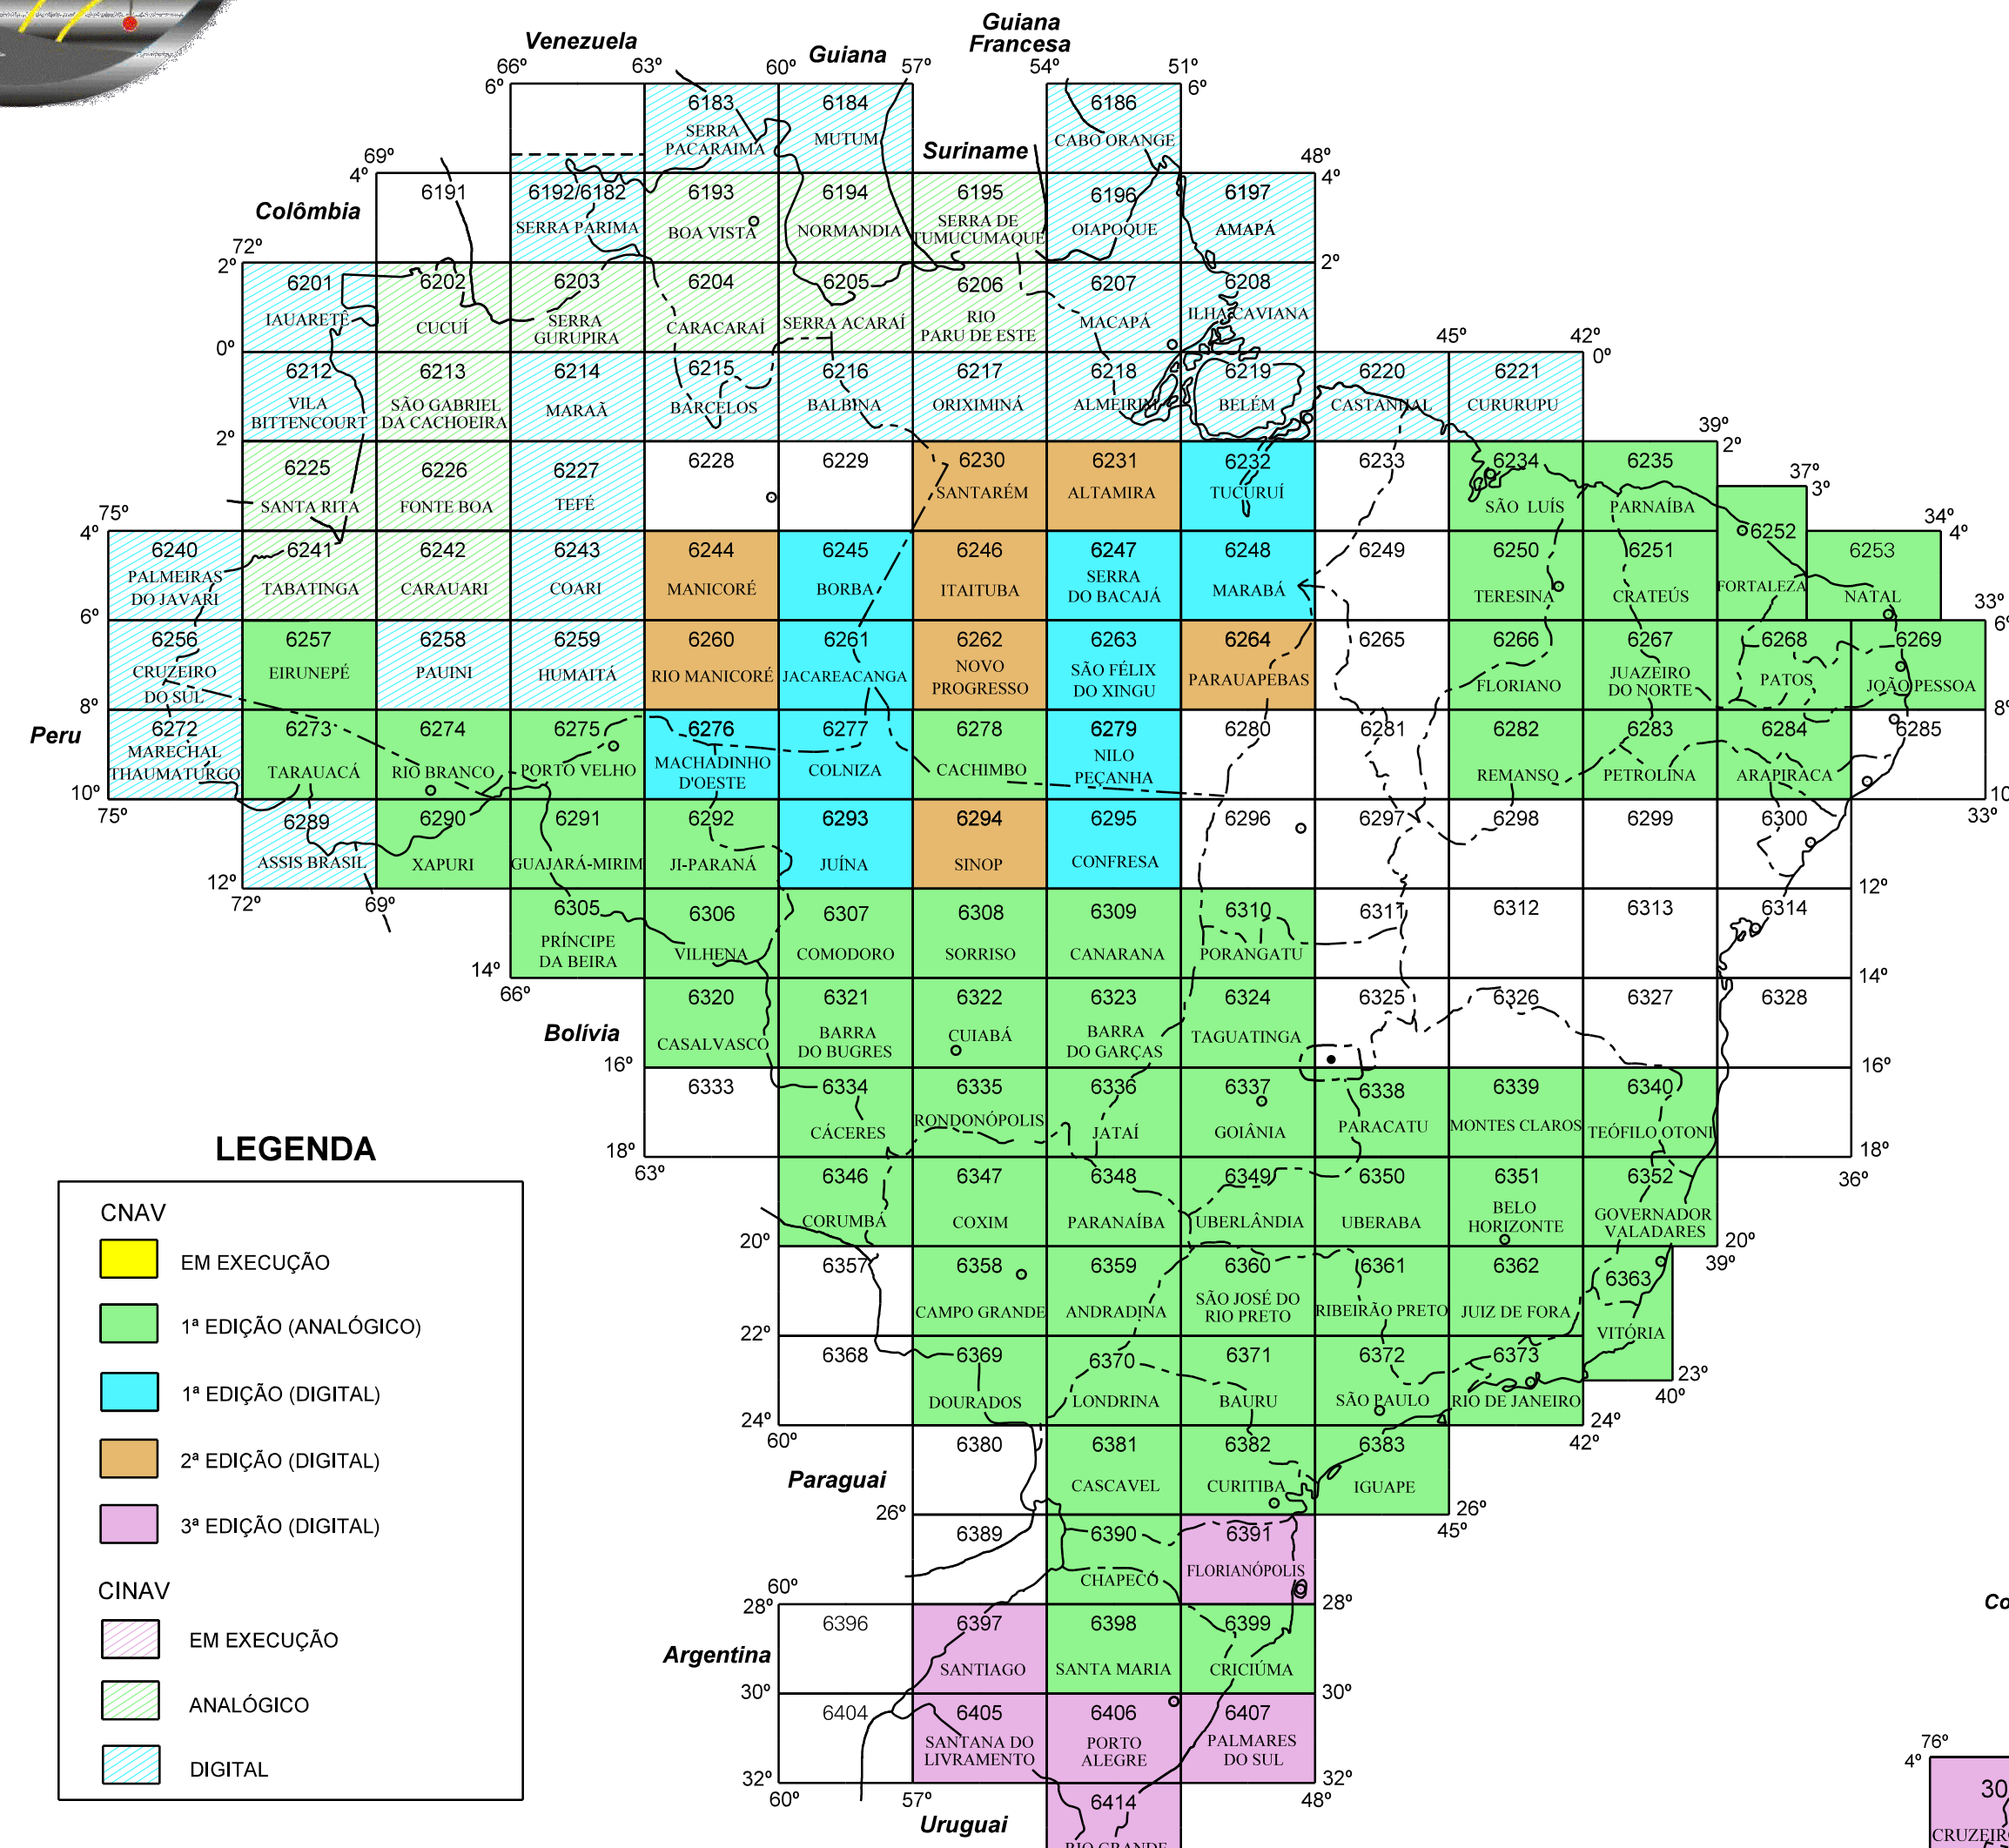 Guiana
Francesa
Venezuela
Guiana
66º 63º 60º 57º 54º 51º
6º 6183 6184 6186 6º
SERRA
PACARAIMA
MUTUM
CABO ORANGE
Suriname
69º 48º
4º 6191 6192/6182 6193 6194 6195 6196 6197 4º
Colômbia
SERRA PARIMA
BOA VISTA
NORMANDIA
SERRA DE
TUMUCUMAQUE
OIAPOQUE
AMAPÁ
72º
2º 6201 6202 6203 6204 6205 6206 6207 6208 2º
IAUARETÊ
CUCUÍ
SERRA
GURUPIRA
CARACARAÍ
SERRA ACARAÍ
RIO
PARU DE ESTE
MACAPÁ
ILHA CAVIANA
45º 42º
0º 0º
6212 6213 6214 6215 6216 6217 6218 6219 6220 6221
VILA
BITTENCOURT
SÃO GABRIEL
DA CACHOEIRA
MARAÃ
BARCELOS
BALBINA
ORIXIMINÁ
ALMEIRIM
BELÉM
CASTANHAL
CURURUPU
39º
2º 2º
6225 6226 6227 6228 6229 6230 6231 6232 6233 6234 6235
37º
3º
SANTA RITA
FONTE BOA
TEFÉ
SANTARÉM
ALTAMIRA
TUCURUÍ
SÃO LUÍS
PARNAÍBA
75º 34º
4º 4º
6240 6241 6242 6243 6244 6245 6246 6247 6248 6249 6250 6251 6252 6253
PALMEIRAS
DO JAVARI
TABATINGA
CARAUARI
COARI
MANICORÉ
BORBA
ITAITUBA
SERRA
DO BACAJÁ
MARABÁ
TERESINA
CRATEÚS
FORTALEZA
NATAL
33º
6º 6º
6256 6257 6258 6259 6260 6261 6262 6263 6264 6265 6266 6267 6268 6269
CRUZEIRO
DO SUL
EIRUNEPÉ
PAUINI
HUMAITÁ
RIO MANICORÉ
JACAREACANGA
NOVO
PROGRESSO
SÃO FÉLIX
DO XINGU
PARAUAPEBAS
FLORIANO
JUAZEIRO
DO NORTE
PATOS
JOÃO PESSOA
8º 8º
Peru
6272 6273 6274 6275 6276 6277 6278 6279 6280 6281 6282 6283 6284 6285
MARECHAL
THAUMATURGO
TARAUACÁ
RIO BRANCO
PORTO VELHO
MACHADINHO
D'OESTE
COLNIZA
CACHIMBO
NILO
PEÇANHA
REMANSO
PETROLINA
ARAPIRACA
10º 10
75º 33º
6289 6290 6291 6292 6293 6294 6295 6296 6297 6298 6299 6300
ASSIS BRASIL
XAPURI
GUAJARÁ-MIRIM
JI-PARANÁ
JUÍNA
SINOP
CONFRESA
12º 12º
72º 69º
6305 6306 6307 6308 6309 6310 6311 6312 6313 6314
PRÍNCIPE
DA BEIRA
VILHENA
COMODORO
SORRISO
CANARANA
PORANGATU
14º 14º
66º
6320 6321 6322 6323 6324 6325 6326 6327 6328
Bolívia
CASALVASCO
BARRA
DO BUGRES
CUIABÁ
BARRA
DO GARÇAS
TAGUATINGA
16º 16º
6333 6334 6335 6336 6337 6338 6339 6340
CÁCERES
RONDONÓPOLIS
JATAÍ
GOIÂNIA
PARACATU
MONTES CLAROS
TEÓFILO OTONI
18º 18º
63º 36º
6346 6347 6348 6349 6350 6351 6352
CORUMBÁ
COXIM
PARANAÍBA
UBERLÂNDIA
UBERABA
BELO
HORIZONTE
GOVERNADOR
VALADARES
20º 20º
39º
6357 6358 6359 6360 6361 6362 6363
CAMPO GRANDE
ANDRADINA
SÃO JOSÉ DO
RIO PRETO
RIBEIRÃO PRETO
JUIZ DE FORA
VITÓRIA
22º
6368 6369 6370 6371 6372 6373 23º
40º
DOURADOS
LONDRINA
BAURU
SÃO PAULO
RIO DE JANEIRO
24º 24º
60º 42º
6380 6381 6382 6383
Paraguai
CASCAVEL
CURITIBA
IGUAPE
26º 26º
45º
6389 6390 6391
CHAPECÓ
FLORIANÓPOLIS
60º
28º 28º
6396 6397 6398 6399
Argentina
SANTIAGO
SANTA MARIA
CRICIÚMA
30º 30º
6404 6405 6406 6407
SANTANA DO
LIVRAMENTO
PORTO
ALEGRE
PALMARES
DO SUL
32º 32º
60º 57º 48º
Uruguai
6414
RIO GRANDE
LEGENDA
CNAV
EM EXECUÇÃO
1ª EDIÇÃO (ANALÓGICO)
1ª EDIÇÃO (DIGITAL)
2ª EDIÇÃO (DIGITAL)
3ª EDIÇÃO (DIGITAL)
CINAV
EM EXECUÇÃO
ANALÓGICO
DIGITAL
Co
76º
4º
30
CRUZEIR